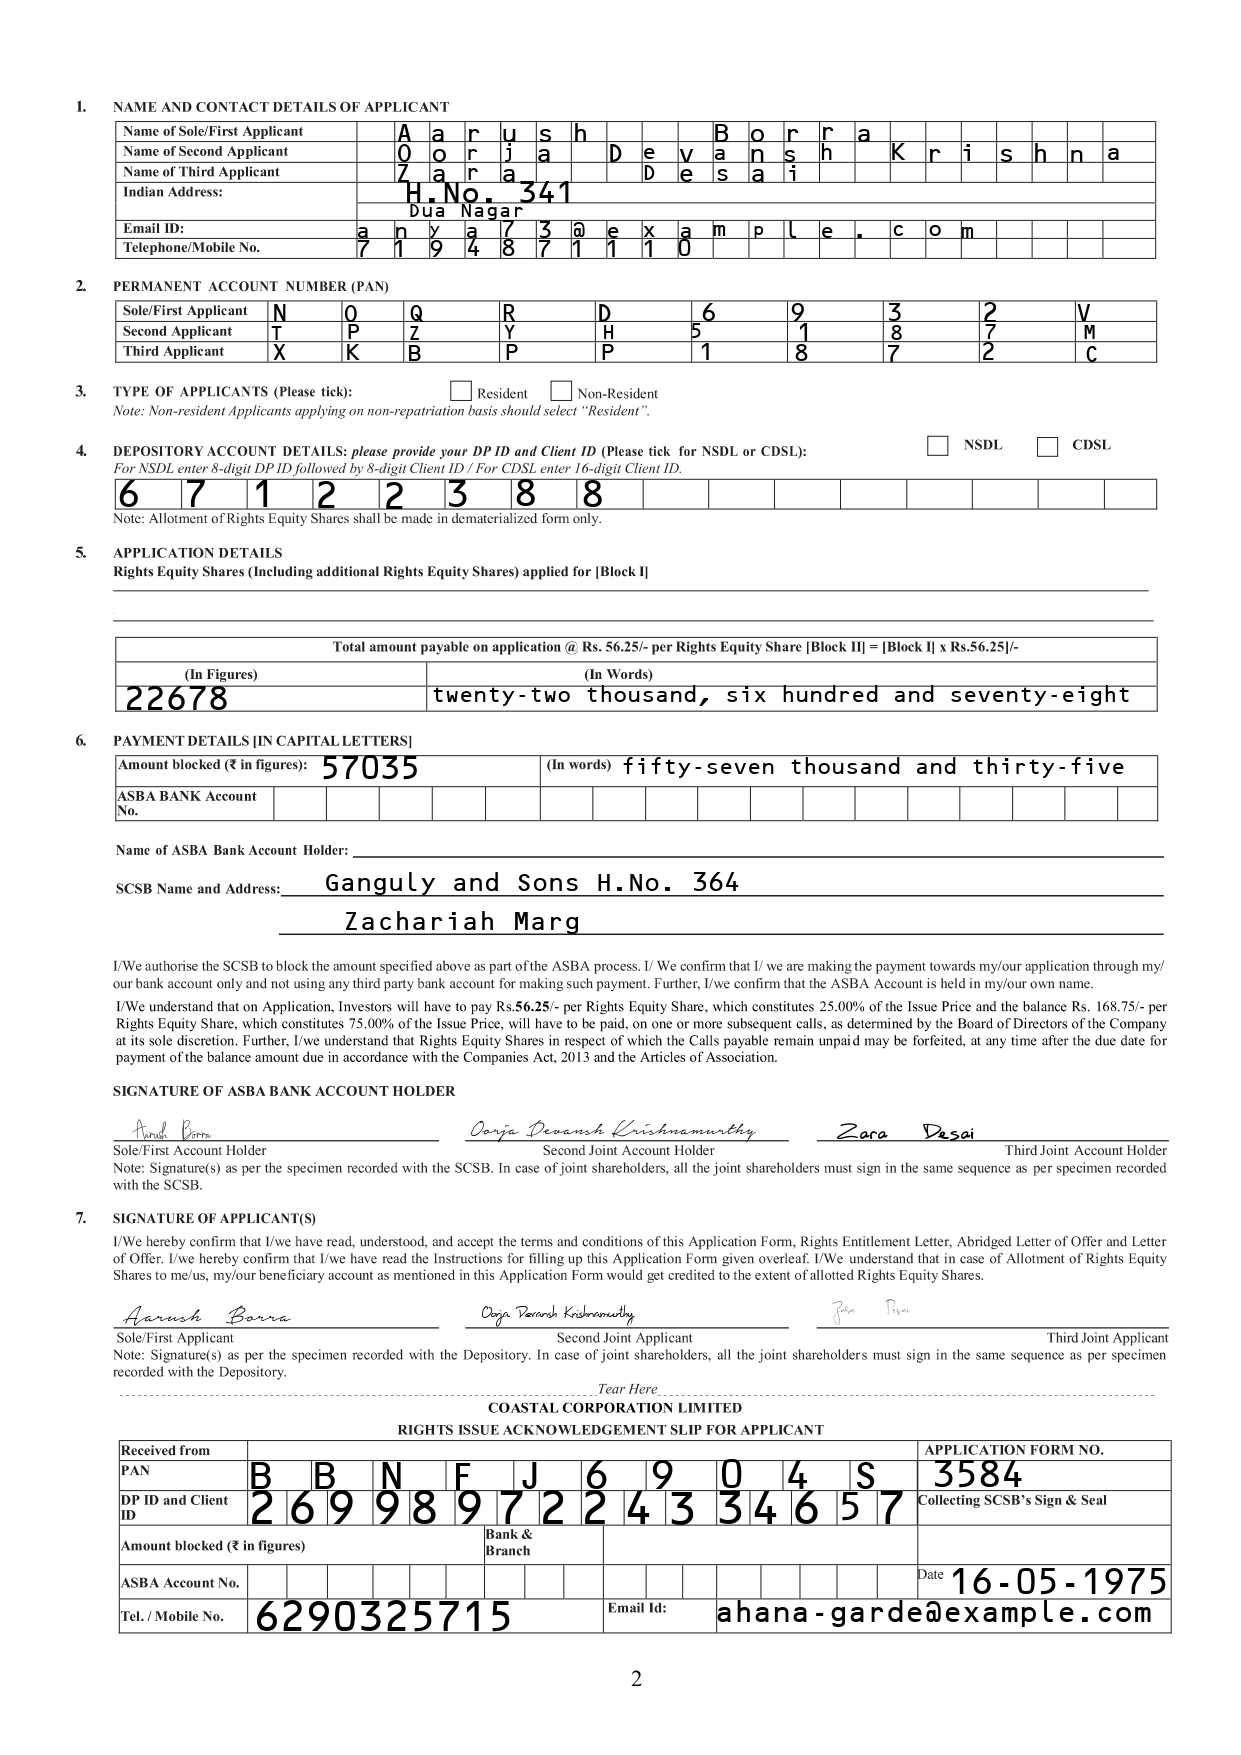 1. NAME AND CONTACT DETAILS OF APPLICANT
Name of Sole/First Applicant Aarush Borra
Name of Second Applicant Oorja Devansh Krishna
Name of Third Applicant Zara Desai
Indian Address: H.No. 341
Dua Nagar
Email ID: anya73@example.com
Telephone/Mobile No. 7194871110
2. PERMANENT ACCOUNT NUMBER (PAN)
Sole/First Applicant N O Q R D 6 9 3 2 V
Second Applicant T P Z Y H 5 1 8 7 M
Third Applicant X K B P P 1 8 7 2 C
3. TYPE OF APPLICANTS (Please tick): Resident Non-Resident
Note: Non-resident Applicants applying on non-repatriation basis should select “Resident”.
4. DEPOSITORY ACCOUNT DETAILS: please provide your DP ID and Client ID (Please tick for NSDL or CDSL): NSDL CDSL
For NSDL enter 8-digit DP ID followed by 8-digit Client ID / For CDSL enter 16-digit Client ID.
6 7 1 2 2 3 8 8
Note: Allotment of Rights Equity Shares shall be made in dematerialized form only.
5. APPLICATION DETAILS
Rights Equity Shares (Including additional Rights Equity Shares) applied for [Block I]
Total amount payable on application @ Rs. 56.25/- per Rights Equity Share [Block II] = [Block I] x Rs.56.25]/-
(In Figures) (In Words)
22678 twenty-two thousand, six hundred and seventy-eight
6. PAYMENT DETAILS [IN CAPITAL LETTERS]
Amount blocked (₹ in figures): 57035 (In words) fifty-seven thousand and thirty-five
ASBA BANK Account
No.
Name of ASBA Bank Account Holder:
SCSB Name and Address: Ganguly and Sons H.No. 364
Zachariah Marg
I/We authorise the SCSB to block the amount specified above as part of the ASBA process. I/ We confirm that I/ we are making the payment towards my/our application through my/
our bank account only and not using any third party bank account for making such payment. Further, I/we confirm that the ASBA Account is held in my/our own name.
I/We understand that on Application, Investors will have to pay Rs.56.25/- per Rights Equity Share, which constitutes 25.00% of the Issue Price and the balance Rs. 168.75/- per
Rights Equity Share, which constitutes 75.00% of the Issue Price, will have to be paid, on one or more subsequent calls, as determined by the Board of Directors of the Company
at its sole discretion. Further, I/we understand that Rights Equity Shares in respect of which the Calls payable remain unpaid may be forfeited, at any time after the due date for
payment of the balance amount due in accordance with the Companies Act, 2013 and the Articles of Association.
SIGNATURE OF ASBA BANK ACCOUNT HOLDER
Aarush Borra Oorja Devansh Krishnamurthy Zara Desai
Sole/First Account Holder Second Joint Account Holder Third Joint Account Holder
Note: Signature(s) as per the specimen recorded with the SCSB. In case of joint shareholders, all the joint shareholders must sign in the same sequence as per specimen recorded
with the SCSB.
7. SIGNATURE OF APPLICANT(S)
I/We hereby confirm that I/we have read, understood, and accept the terms and conditions of this Application Form, Rights Entitlement Letter, Abridged Letter of Offer and Letter
of Offer. I/we hereby confirm that I/we have read the Instructions for filling up this Application Form given overleaf. I/We understand that in case of Allotment of Rights Equity
Shares to me/us, my/our beneficiary account as mentioned in this Application Form would get credited to the extent of allotted Rights Equity Shares.
Aarush Borra Oorja Devansh Krishnamurthy Zara Desai
Sole/First Applicant Second Joint Applicant Third Joint Applicant
Note: Signature(s) as per the specimen recorded with the Depository. In case of joint shareholders, all the joint shareholders must sign in the same sequence as per specimen
recorded with the Depository.
Tear Here
COASTAL CORPORATION LIMITED
RIGHTS ISSUE ACKNOWLEDGEMENT SLIP FOR APPLICANT
Received from APPLICATION FORM NO.
PAN B B N F J 6 9 0 4 S 3584
DP ID and Client
ID 2699897224334657 Collecting SCSB’s Sign & Seal
Amount blocked (₹ in figures) Bank &
Branch
ASBA Account No. Date 16-05-1975
Tel. / Mobile No. 6290325715 Email Id: ahana-garde@example.com
2